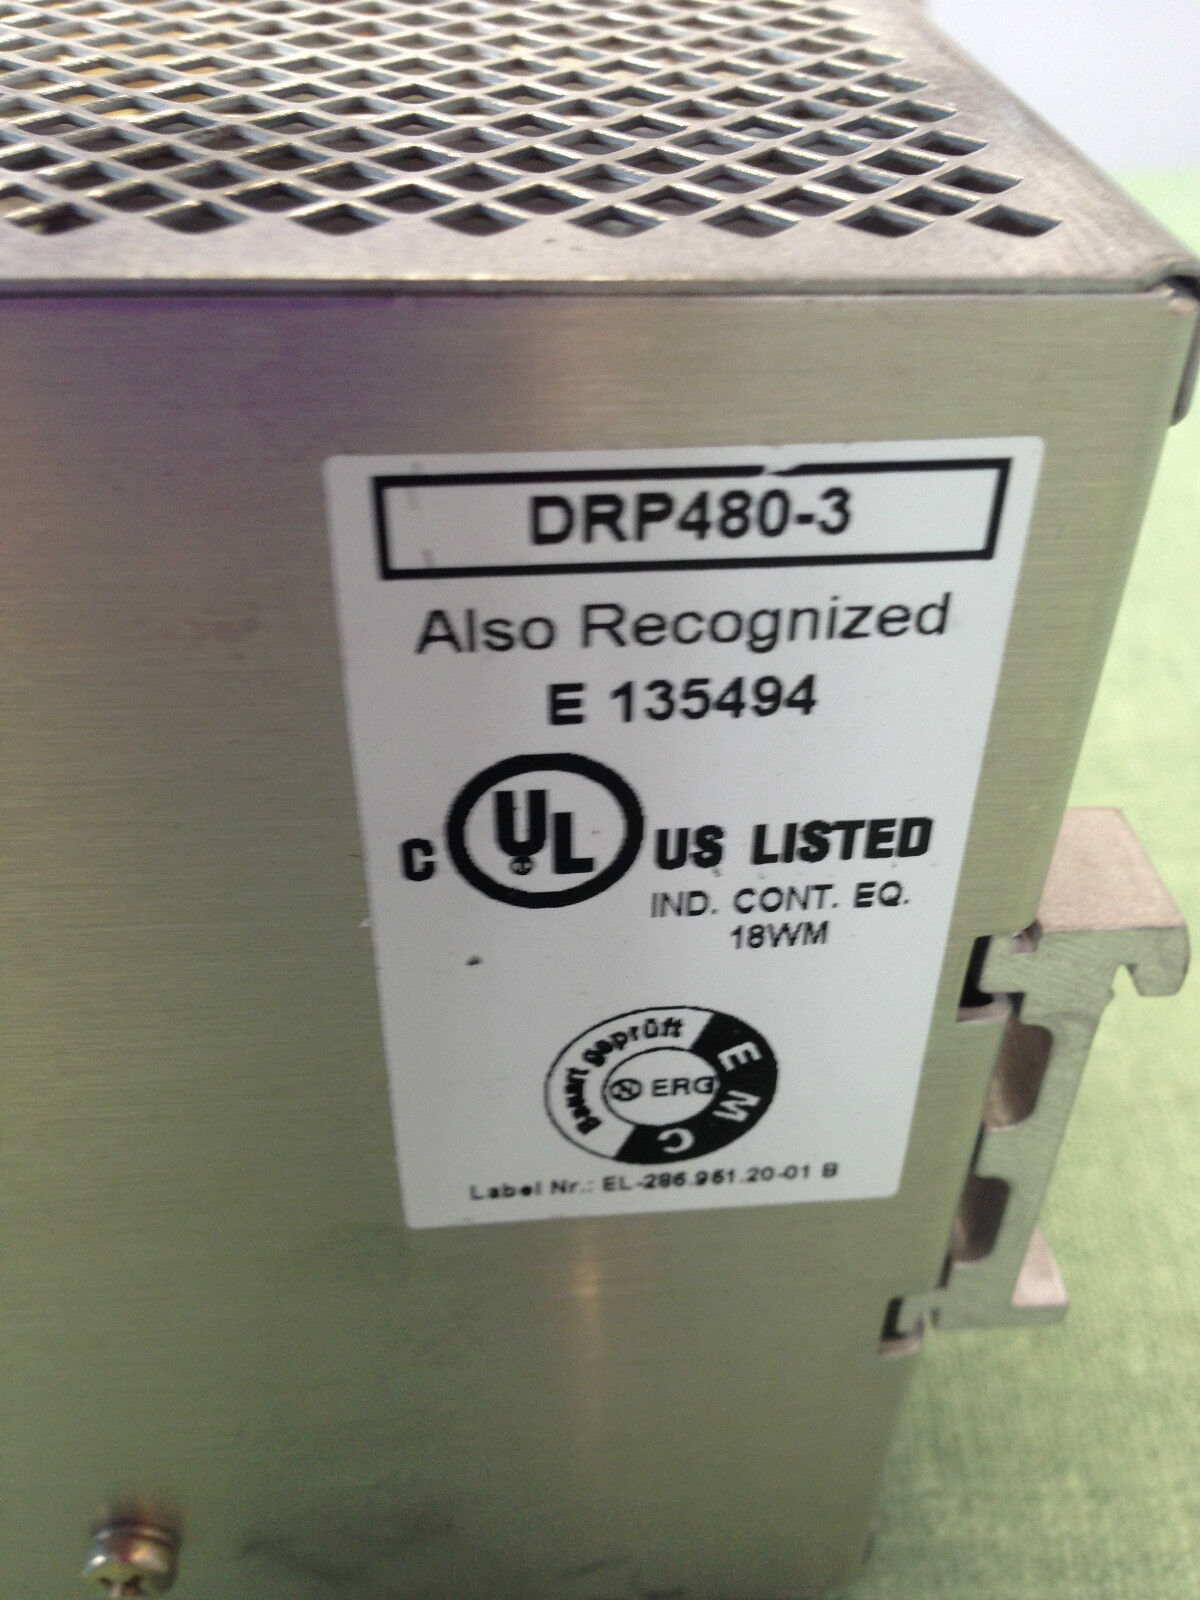 DRP480-3
Also Recognized
E 135494
C UL US LISTED
IND. CONT. EQ.
18WM
Bauart geprüft
N ERG
EMC
Label Nr.: EL-286.961.20-01 B